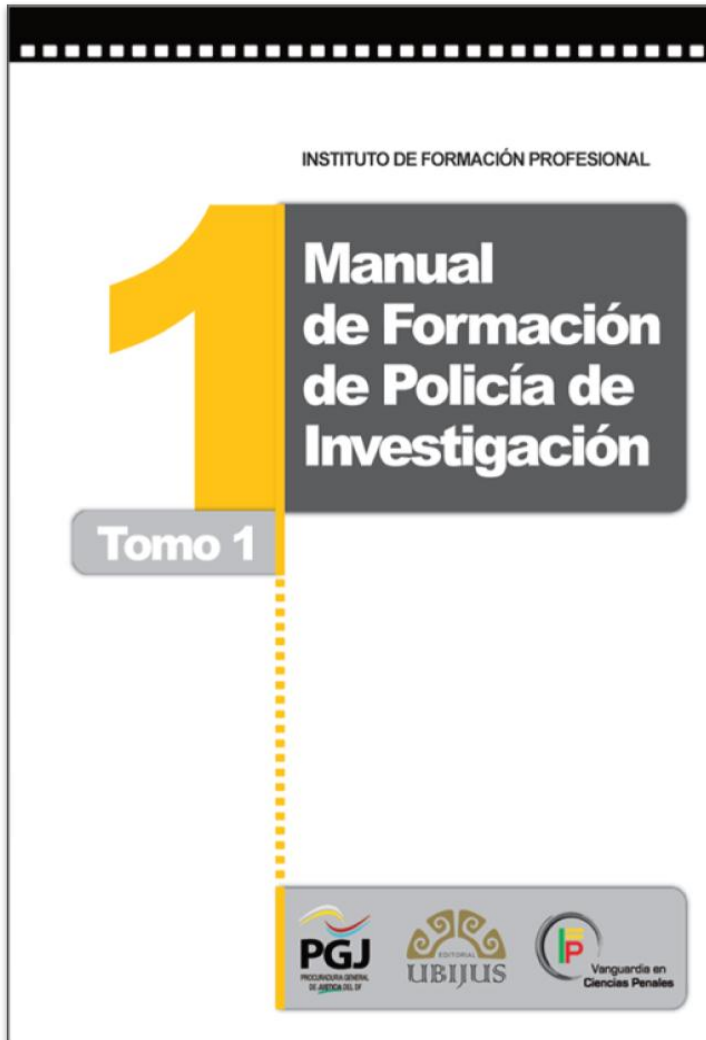 INSTITUTO DE FORMACIÓN PROFESIONAL
1
Manual
de Formación
de Policía de
Investigación
Tomo 1
PGJ
PROCURADURÍA GENERAL
DE JUSTICIA DEL DF
EDITORIAL
UBIJUS
IFP
Vanguardia en
Ciencias Penales